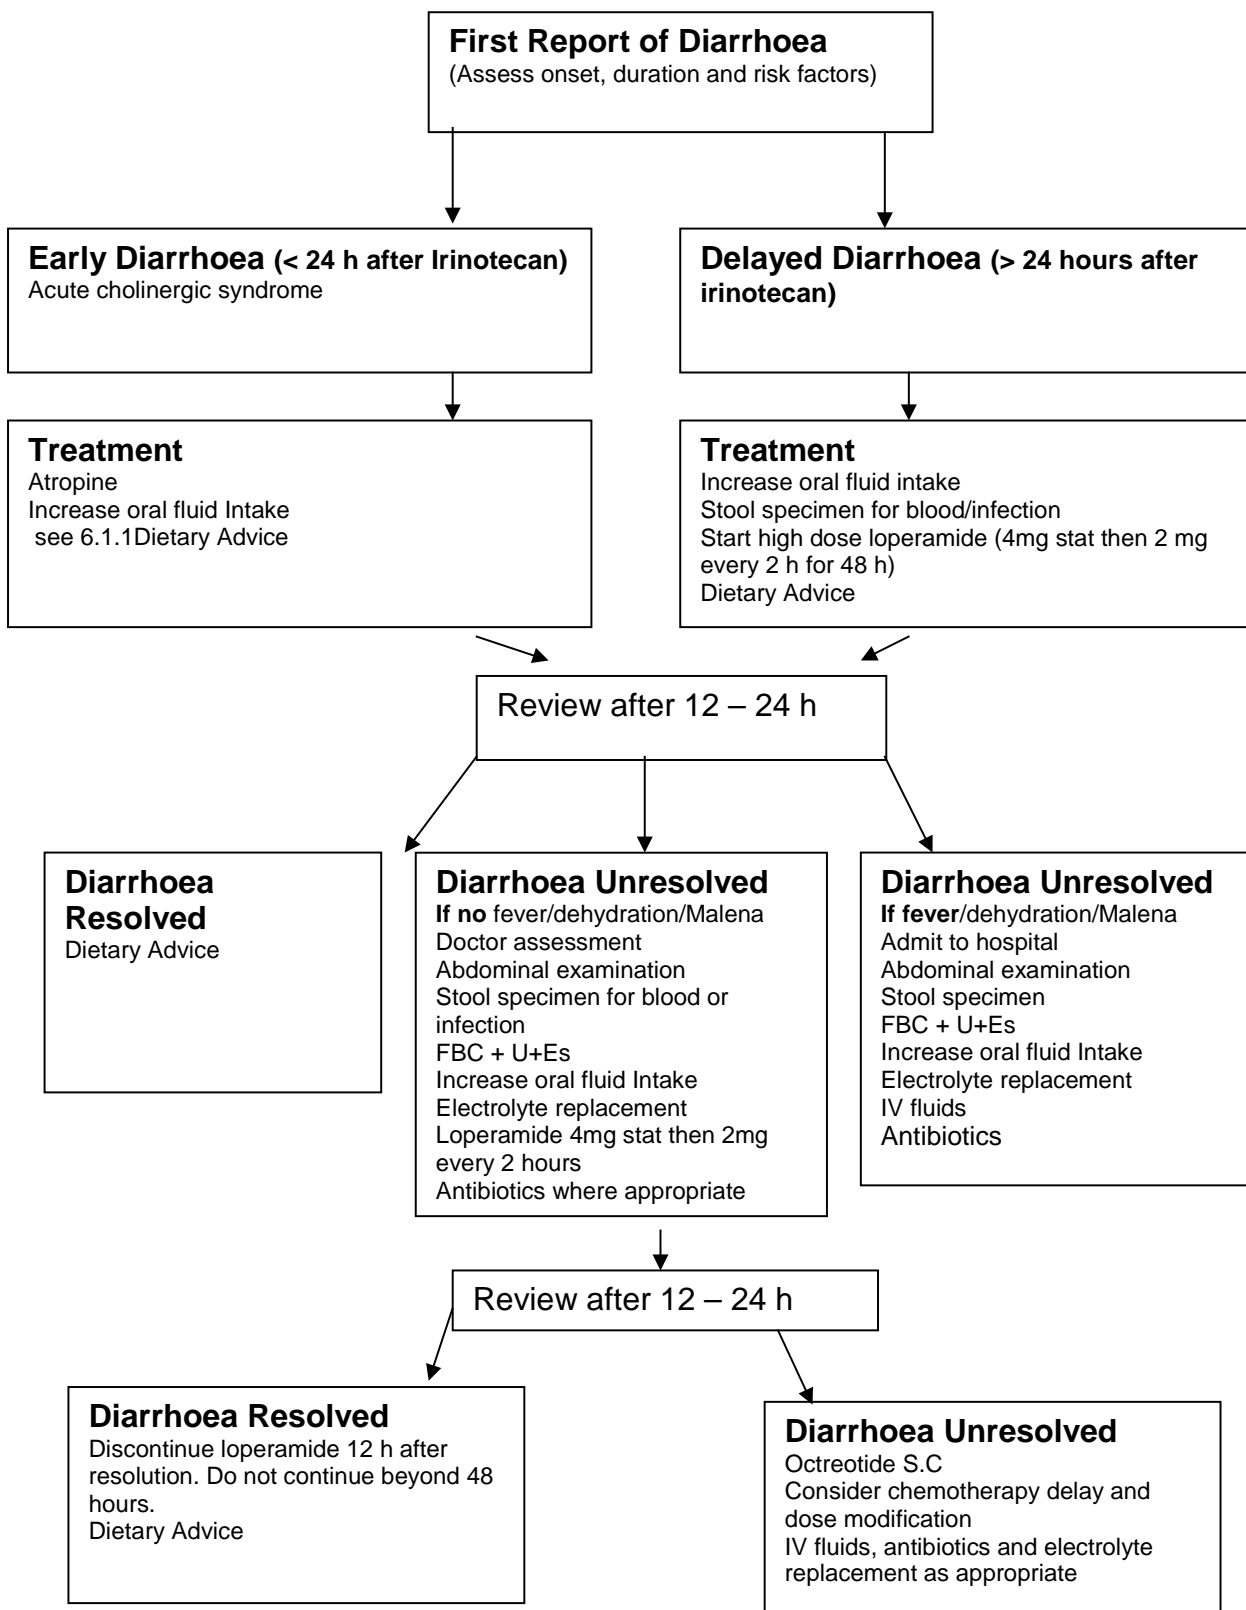 First Report of Diarrhoea
(Assess onset, duration and risk factors)
Early Diarrhoea (< 24 h after Irinotecan)
Acute cholinergic syndrome
Delayed Diarrhoea (> 24 hours after
irinotecan)
Treatment
Atropine
Increase oral fluid Intake
see 6.1.1Dietary Advice
Treatment
Increase oral fluid intake
Stool specimen for blood/infection
Start high dose loperamide (4mg stat then 2 mg
every 2 h for 48 h)
Dietary Advice
Review after 12 – 24 h
Diarrhoea
Resolved
Dietary Advice
Diarrhoea Unresolved
If no fever/dehydration/Malena
Doctor assessment
Abdominal examination
Stool specimen for blood or
infection
FBC + U+Es
Increase oral fluid Intake
Electrolyte replacement
Loperamide 4mg stat then 2mg
every 2 hours
Antibiotics where appropriate
Diarrhoea Unresolved
If fever/dehydration/Malena
Admit to hospital
Abdominal examination
Stool specimen
FBC + U+Es
Increase oral fluid Intake
Electrolyte replacement
IV fluids
Antibiotics
Review after 12 – 24 h
Diarrhoea Resolved
Discontinue loperamide 12 h after
resolution. Do not continue beyond 48
hours.
Dietary Advice
Diarrhoea Unresolved
Octreotide S.C
Consider chemotherapy delay and
dose modification
IV fluids, antibiotics and electrolyte
replacement as appropriate